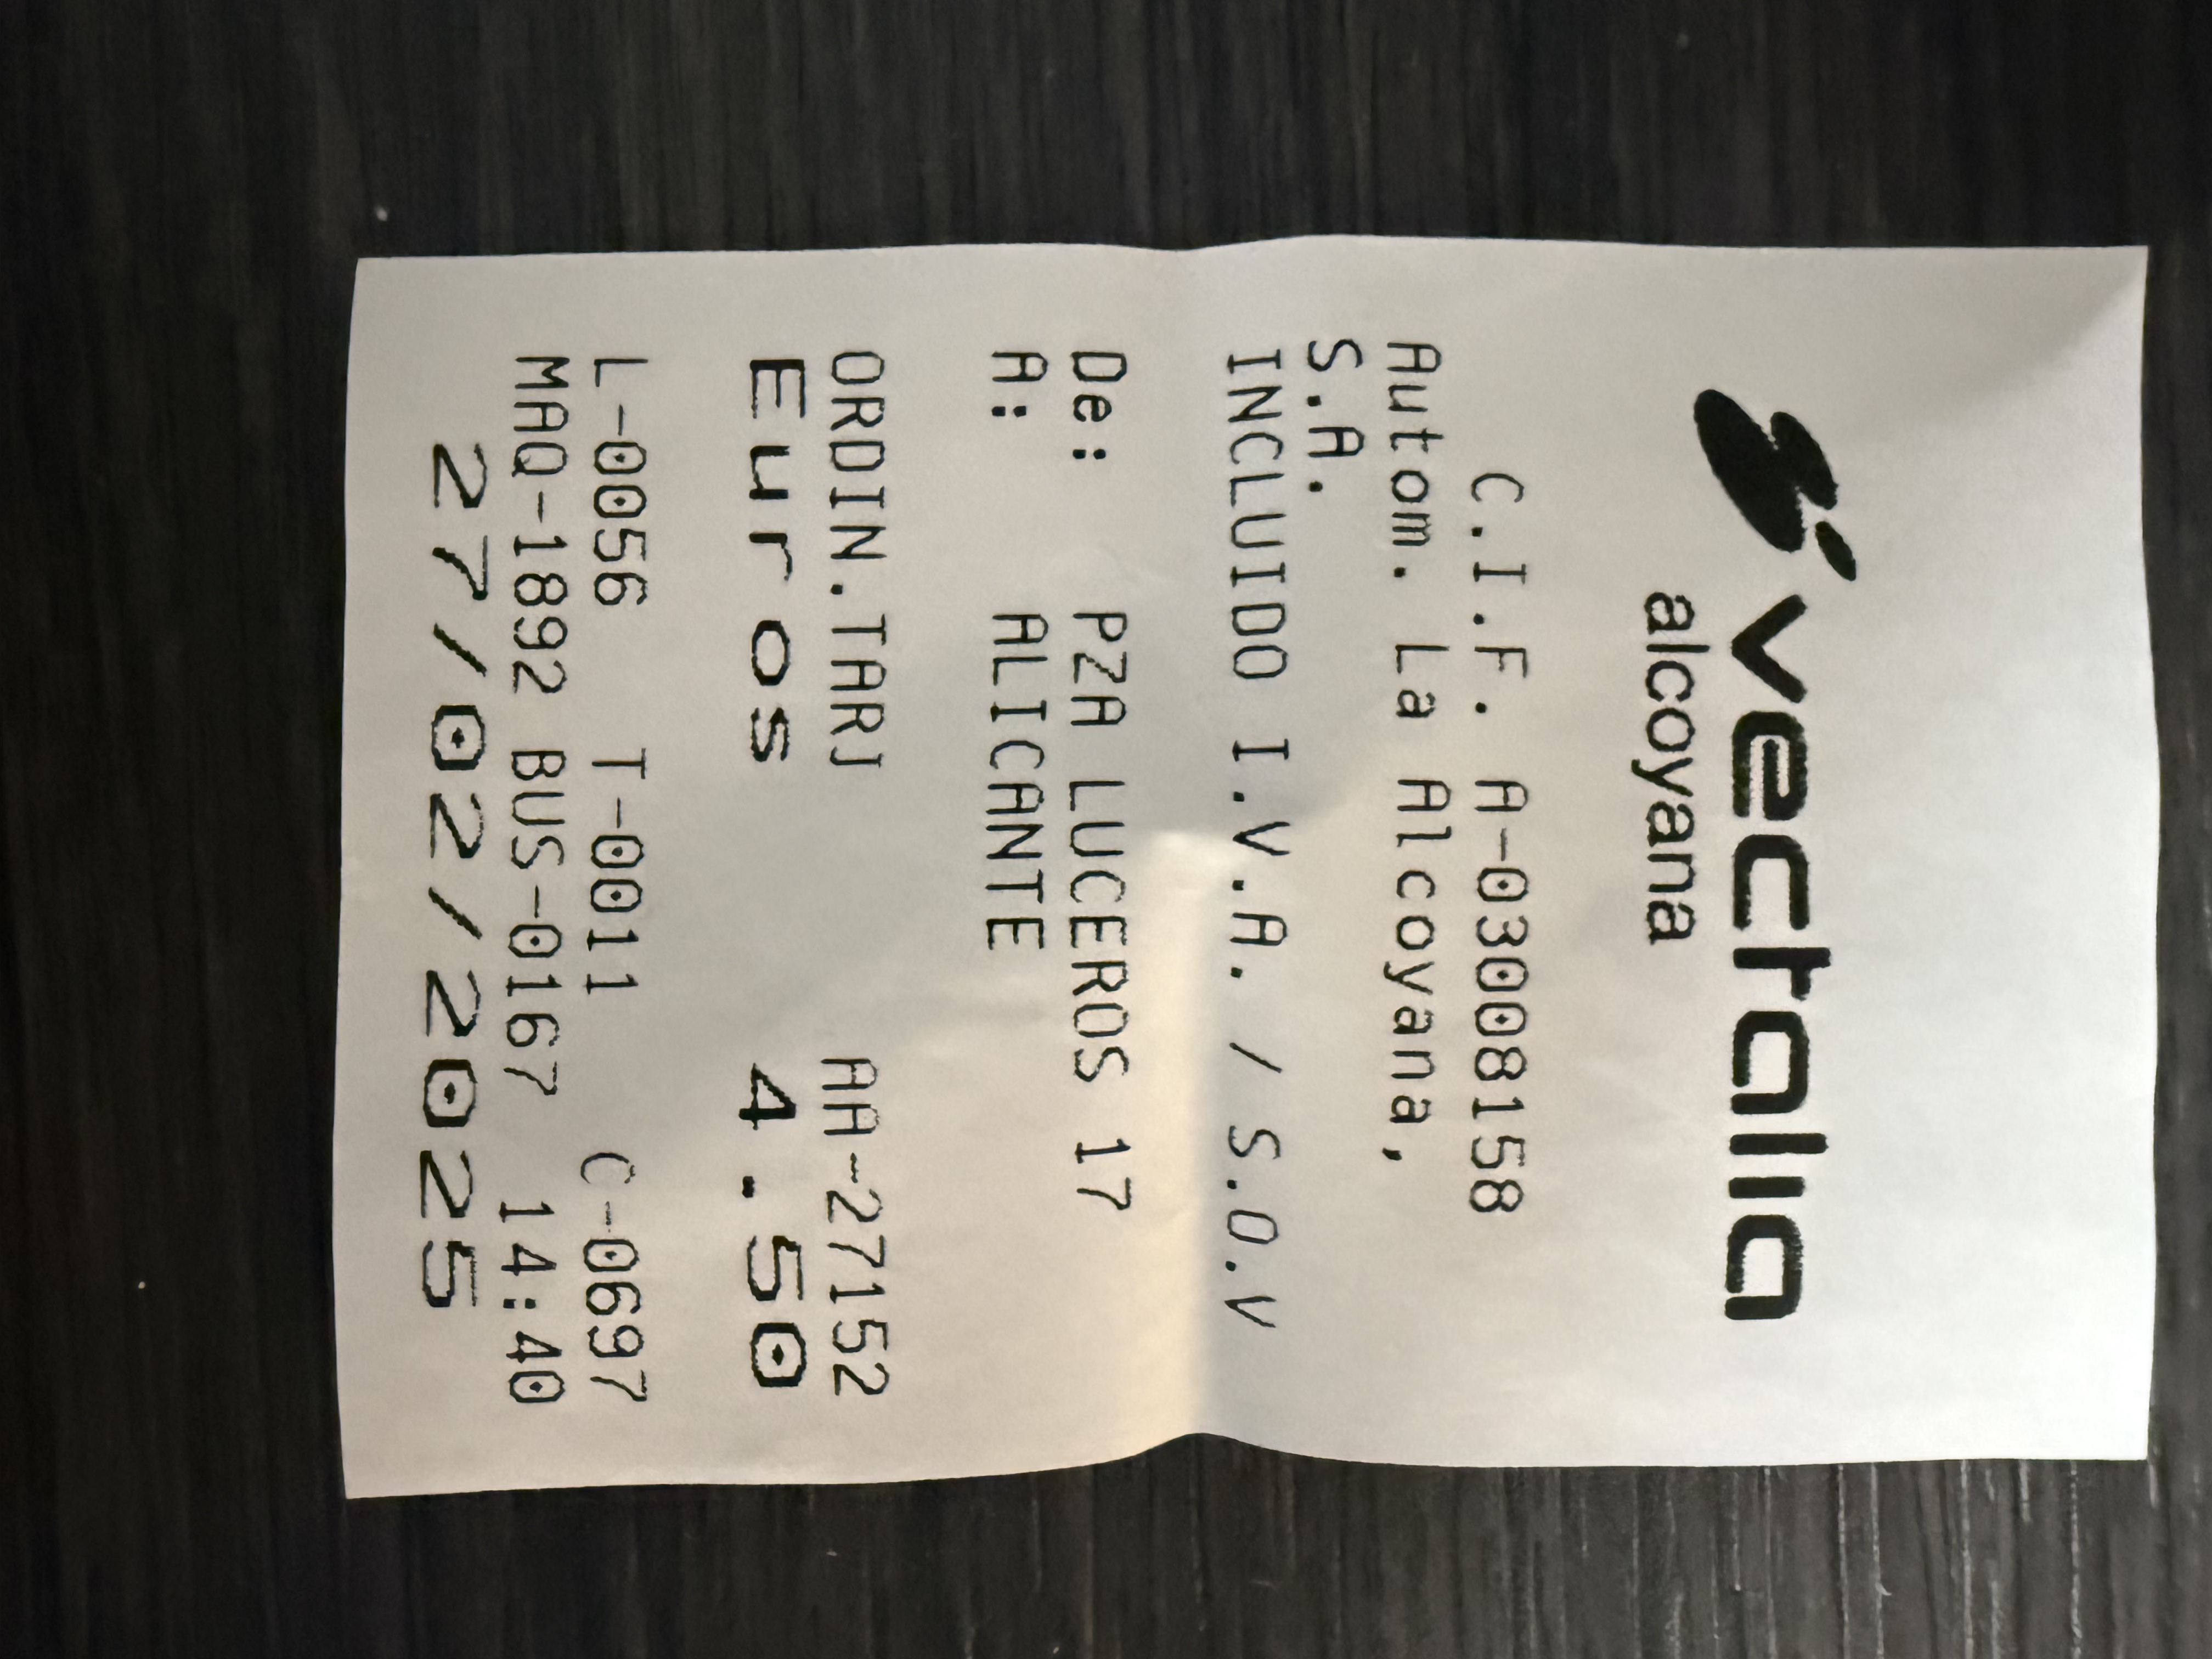 vectalia
alcoyana
C.I.F. A-03008158
Autom. La Alcoyana,
S.A.
INCLUIDO I.V.A. / S.O.V
De: PZA LUCEROS 17
A: ALICANTE
ORDIN.TARJ AA-27152
Euros 4.50
L-0056 T-0011 C-0697
MAQ-1892 BUS-0167 14:40
27/02/2025